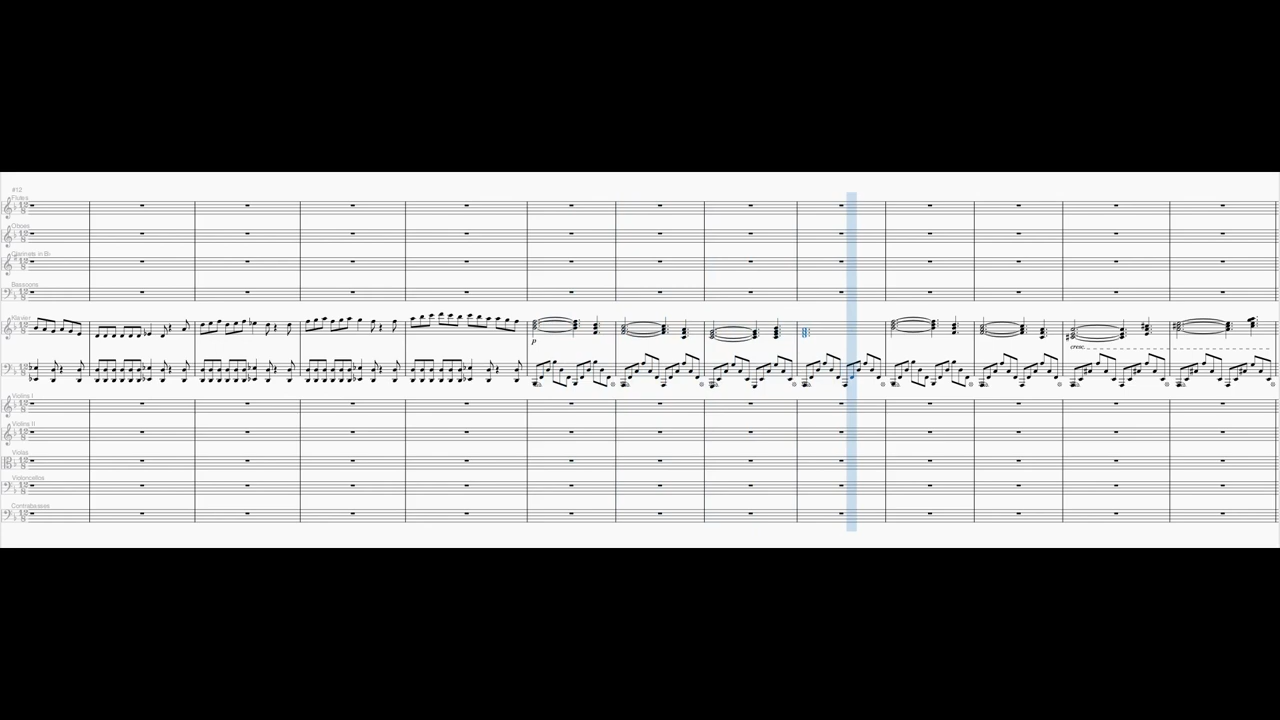 #12
Flutes
Oboes
Clarinets in B♭
Bassoons
Klavier
p
cresc.
Violins I
Violins II
Violas
Violoncellos
Contrabasses